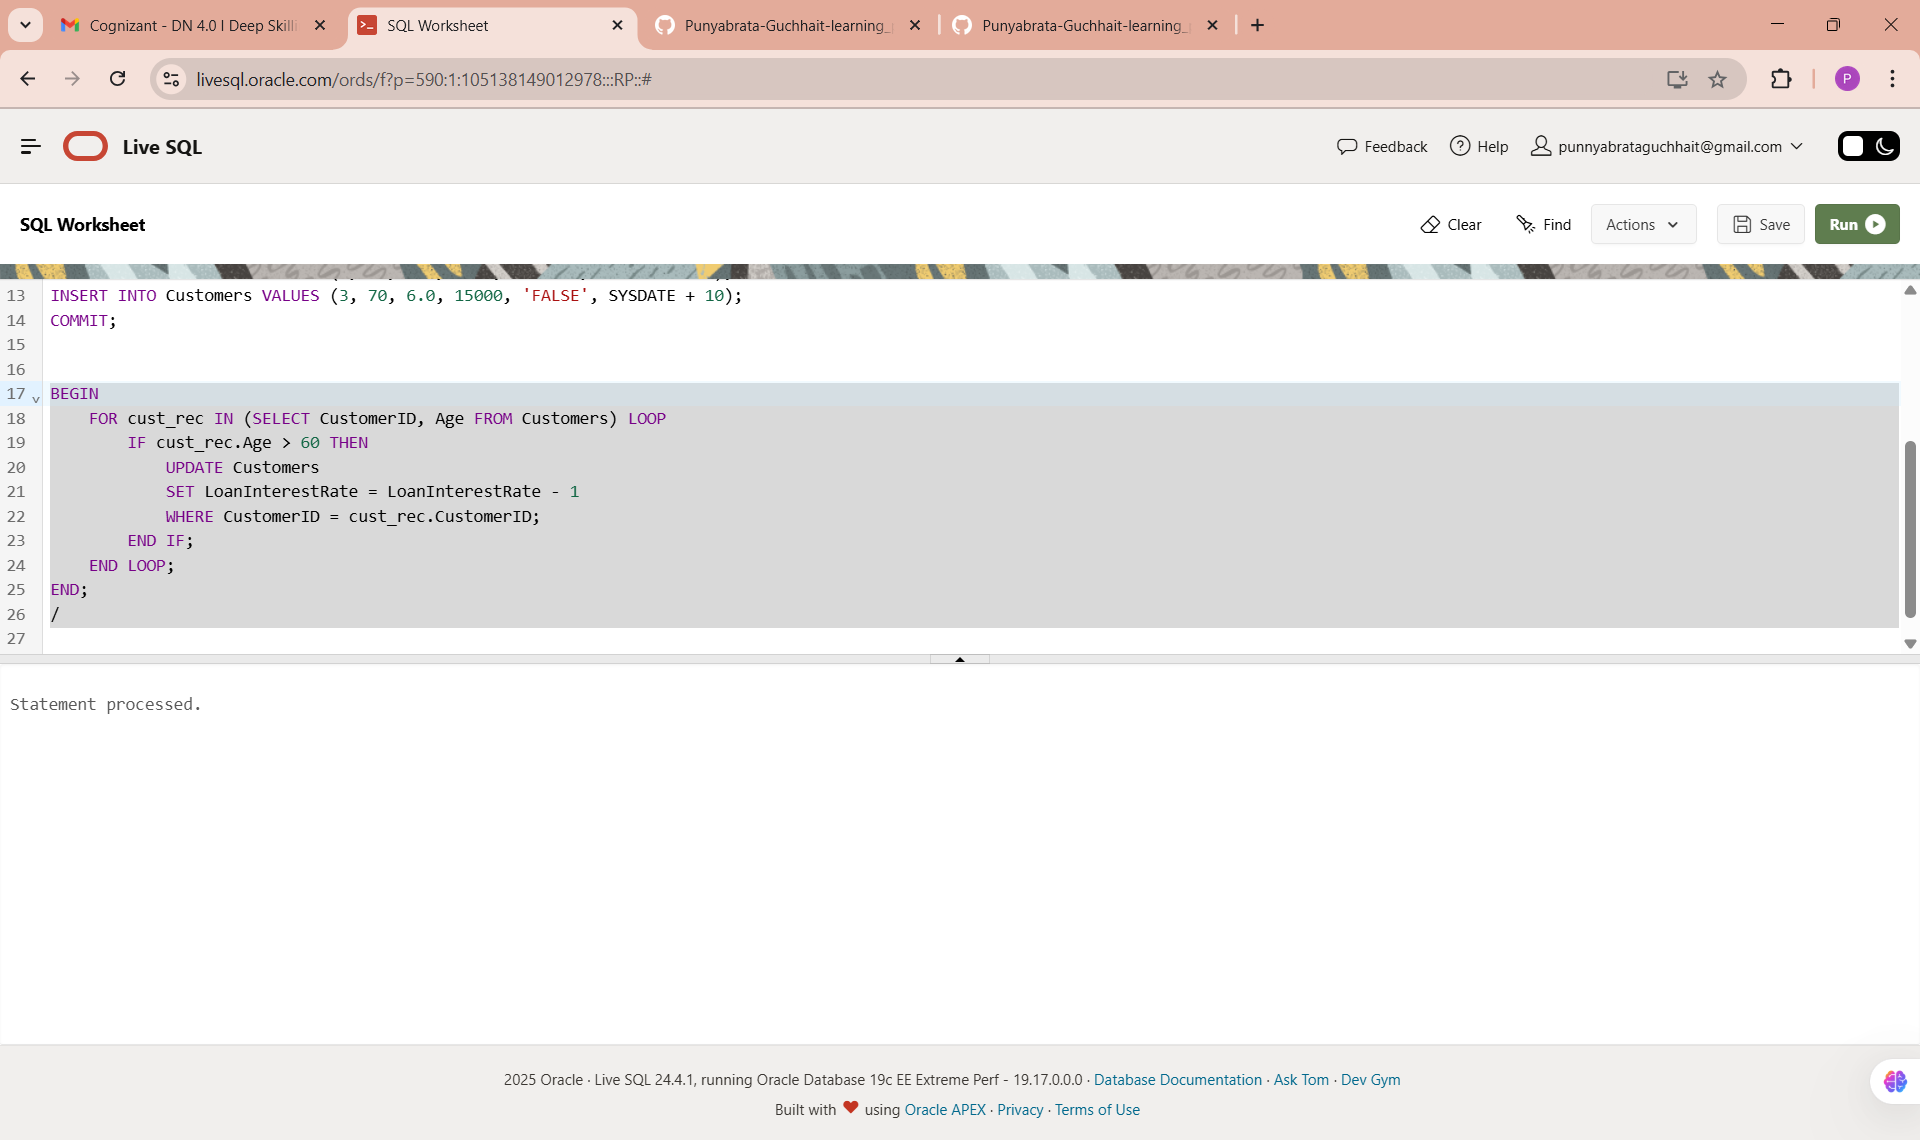 Cognizant - DN 4.0 I Deep Skilli
SQL Worksheet
Punyabrata-Guchhait-learning_
Punyabrata-Guchhait-learning_
livesql.oracle.com/ords/f?p=590:1:105138149012978:::RP::#
P
Live SQL
Feedback
Help
punnyabrataguchhait@gmail.com
SQL Worksheet
Clear
Find
Actions
Save
Run
13 INSERT INTO Customers VALUES (3, 70, 6.0, 15000, 'FALSE', SYSDATE + 10);
14 COMMIT;
15
16
17 BEGIN
18 FOR cust_rec IN (SELECT CustomerID, Age FROM Customers) LOOP
19 IF cust_rec.Age > 60 THEN
20 UPDATE Customers
21 SET LoanInterestRate = LoanInterestRate - 1
22 WHERE CustomerID = cust_rec.CustomerID;
23 END IF;
24 END LOOP;
25 END;
26 /
27
Statement processed.
2025 Oracle · Live SQL 24.4.1, running Oracle Database 19c EE Extreme Perf - 19.17.0.0.0 · Database Documentation · Ask Tom · Dev Gym
Built with ❤ using Oracle APEX · Privacy · Terms of Use